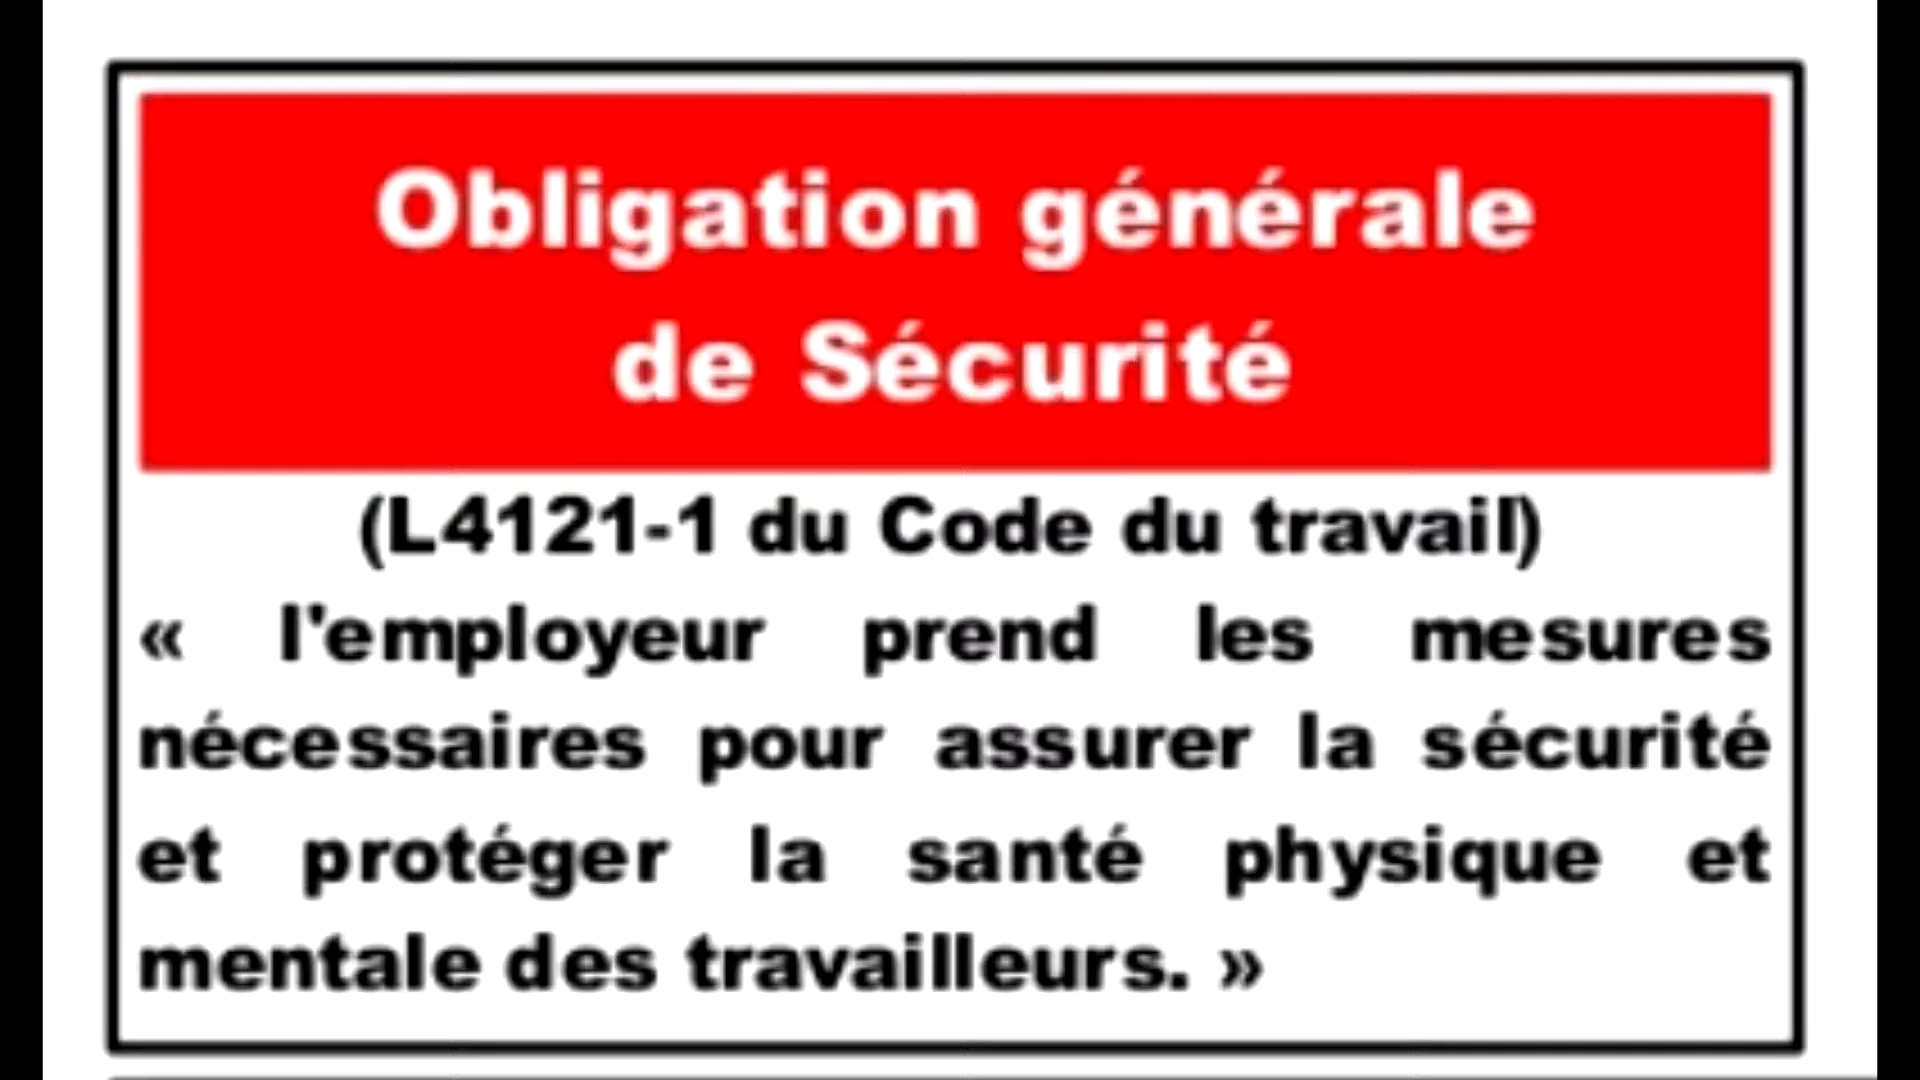 Obligation générale
de Sécurité
(L4121-1 du Code du travail)
« l'employeur prend les mesures
nécessaires pour assurer la sécurité
et protéger la santé physique et
mentale des travailleurs. »